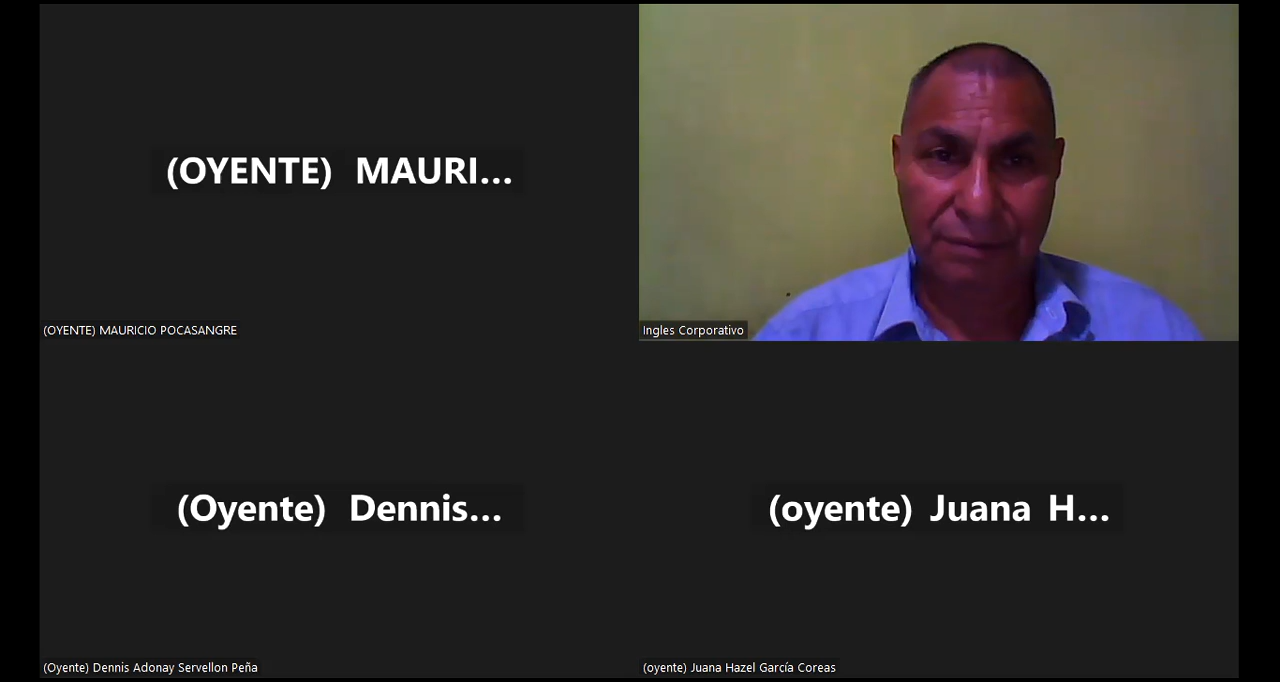 (OYENTE) MAURI...
(OYENTE) MAURICIO POCASANGRE
Ingles Corporativo
(Oyente) Dennis...
(oyente) Juana H...
(Oyente) Dennis Adonay Servellon Peña
(oyente) Juana Hazel García Coreas